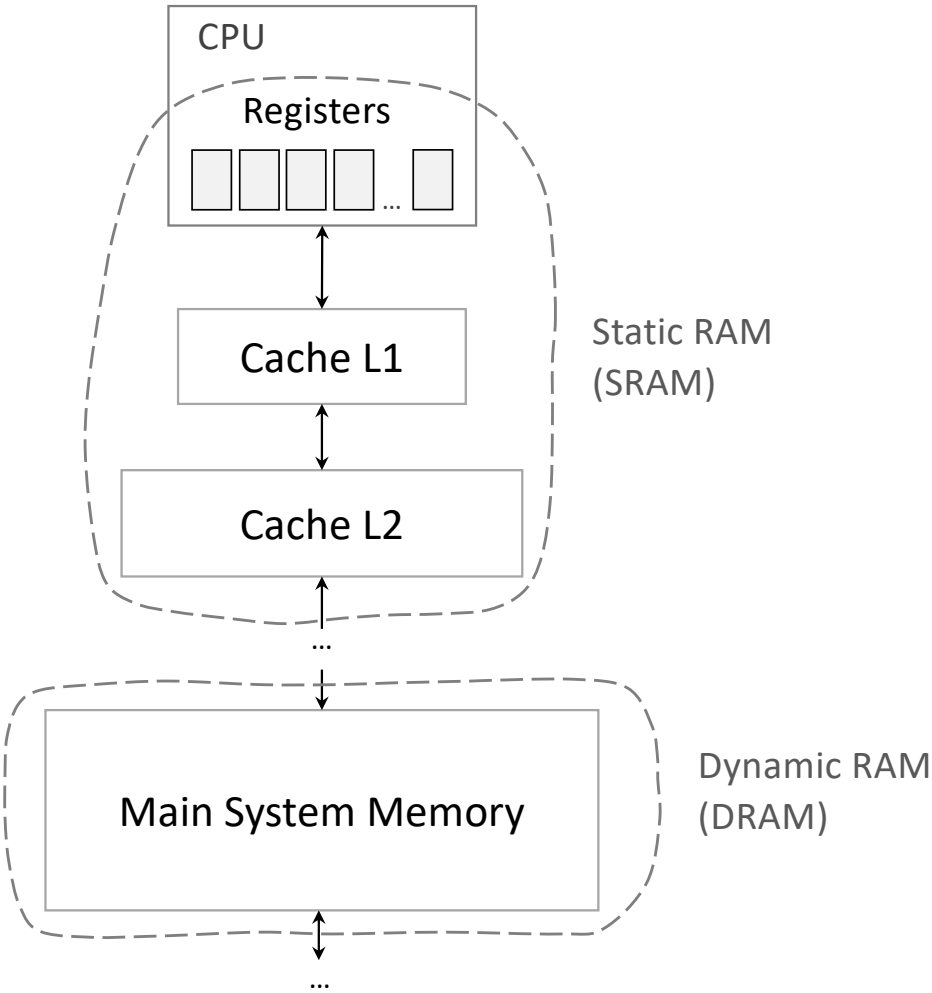 CPU
Registers
...
Cache L1
Static RAM
(SRAM)
Cache L2
...
Main System Memory
Dynamic RAM
(DRAM)
...